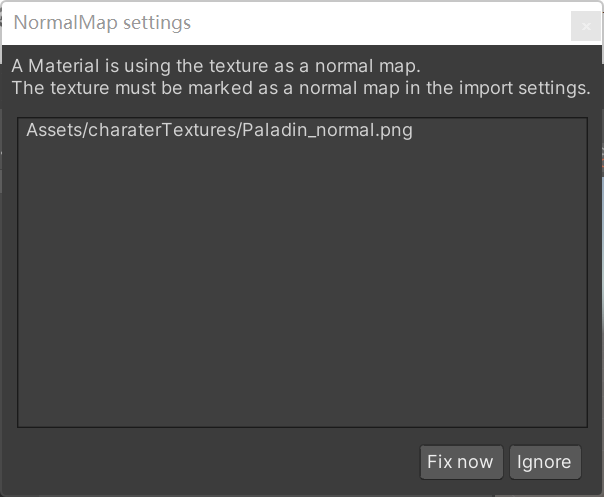 NormalMap settings
A Material is using the texture as a normal map.
The texture must be marked as a normal map in the import settings.
Assets/charaterTextures/Paladin_normal.png
Fix now
Ignore